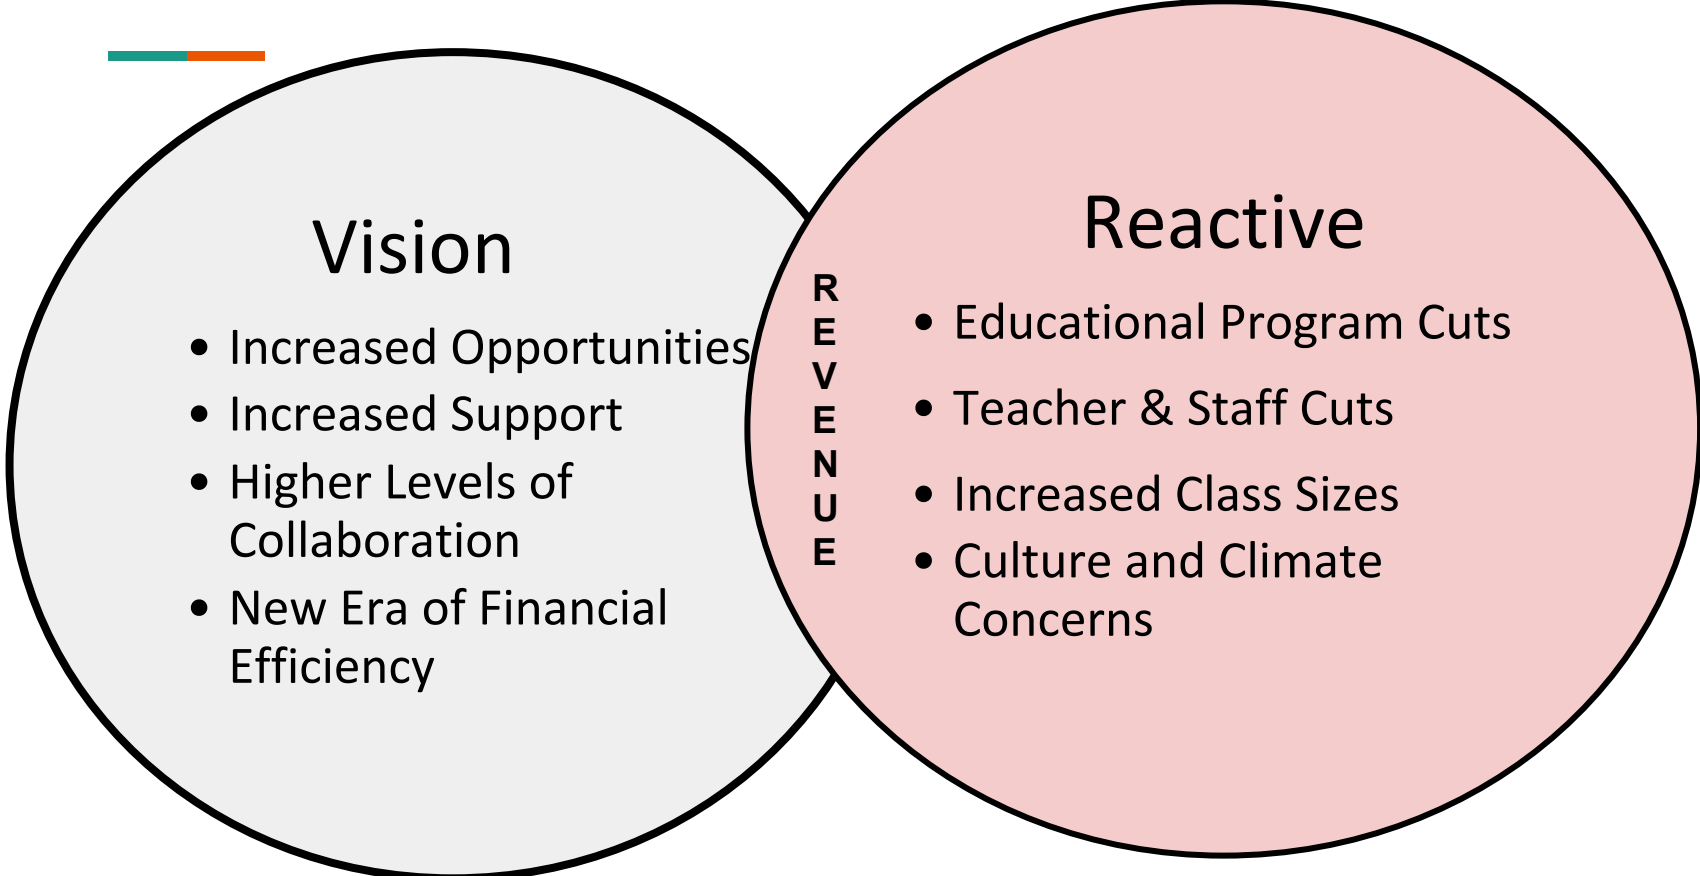 Vision
• Increased Opportunities
• Increased Support
• Higher Levels of
Collaboration
• New Era of Financial
Efficiency
R
E
V
E
N
U
E
Reactive
• Educational Program Cuts
• Teacher & Staff Cuts
• Increased Class Sizes
• Culture and Climate
Concerns